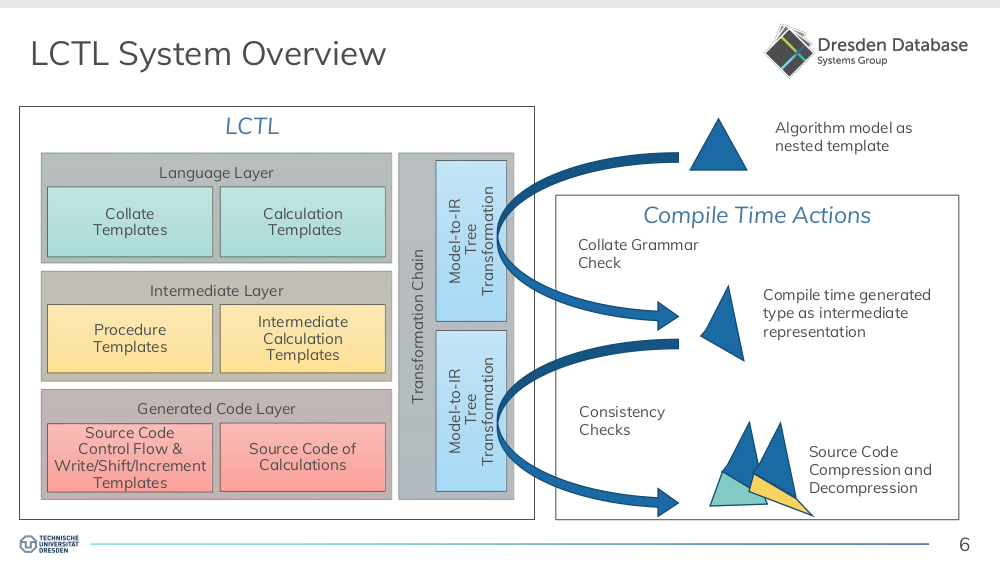 LCTL System Overview
Dresden Database
Systems Group
LCTL
Language Layer
Collate
Templates
Calculation
Templates
Intermediate Layer
Procedure
Templates
Intermediate
Calculation
Templates
Generated Code Layer
Source Code
Control Flow &
Write/Shift/Increment
Templates
Source Code of
Calculations
Transformation Chain
Model-to-IR
Tree
Transformation
Model-to-IR
Tree
Transformation
Algorithm model as
nested template
Compile Time Actions
Collate Grammar
Check
Compile time generated
type as intermediate
representation
Consistency
Checks
Source Code
Compression and
Decompression
TECHNISCHE
UNIVERSITÄT
DRESDEN
6